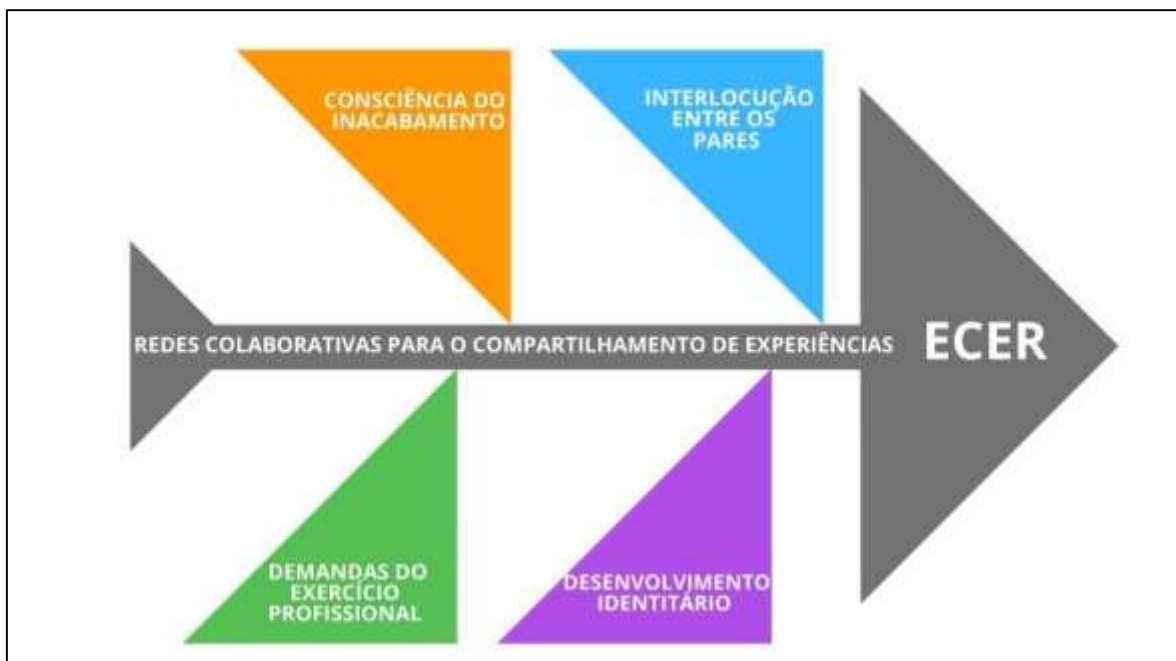 CONSCIÊNCIA DO
INACABAMENTO
INTERLOCUÇÃO
ENTRE OS
PARES
REDES COLABORATIVAS PARA O COMPARTILHAMENTO DE EXPERIÊNCIAS
ECER
DEMANDAS DO
EXERCÍCIO
PROFISSIONAL
DESENVOLVIMENTO
IDENTITÁRIO